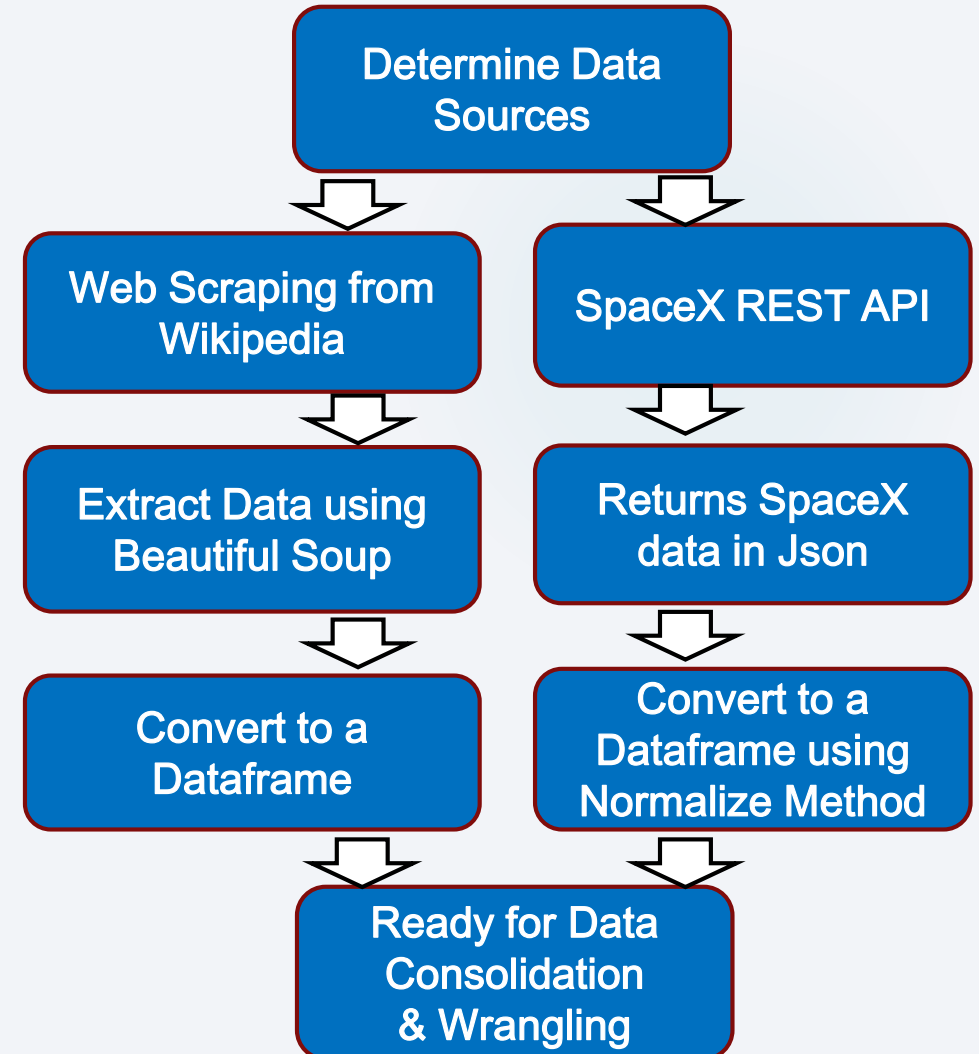 Determine Data
Sources
Web Scraping from
Wikipedia
SpaceX REST API
Extract Data using
Beautiful Soup
Returns SpaceX
data in Json
Convert to a
Dataframe
Convert to a
Dataframe using
Normalize Method
Ready for Data
Consolidation
& Wrangling